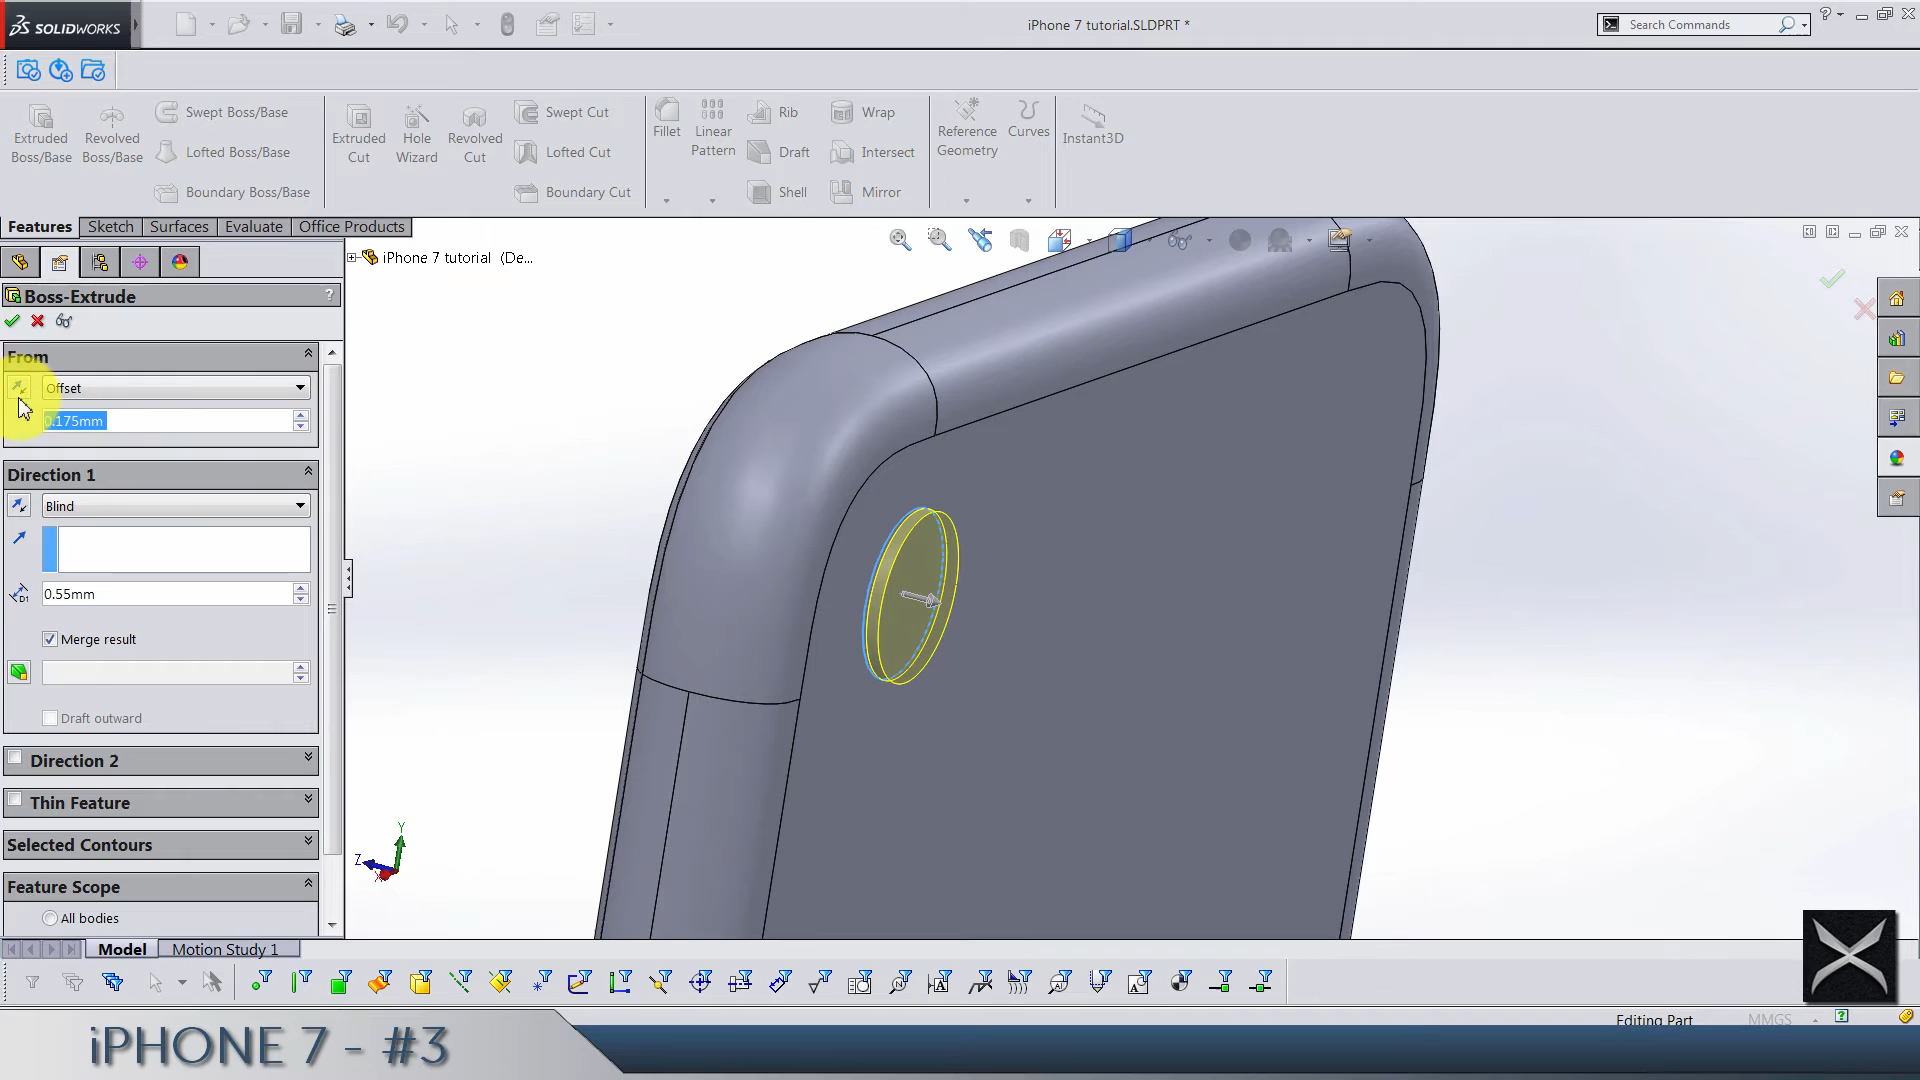 SOLIDWORKS
iPhone 7 tutorial.SLDPRT *
Search Commands
Extruded Boss/Base
Revolved Boss/Base
Swept Boss/Base
Lofted Boss/Base
Boundary Boss/Base
Extruded Cut
Hole Wizard
Revolved Cut
Swept Cut
Lofted Cut
Boundary Cut
Fillet
Linear Pattern
Rib
Draft
Shell
Wrap
Intersect
Mirror
Reference Geometry
Curves
Instant3D
Features
Sketch
Surfaces
Evaluate
Office Products
iPhone 7 tutorial (De...
Boss-Extrude
?
From
Offset
0.175mm
Direction 1
Blind
D1
0.55mm
Merge result
Draft outward
Direction 2
Thin Feature
Selected Contours
Feature Scope
All bodies
Y
Z
X
Model
Motion Study 1
Editing Part
MMGS
iPHONE 7 - #3